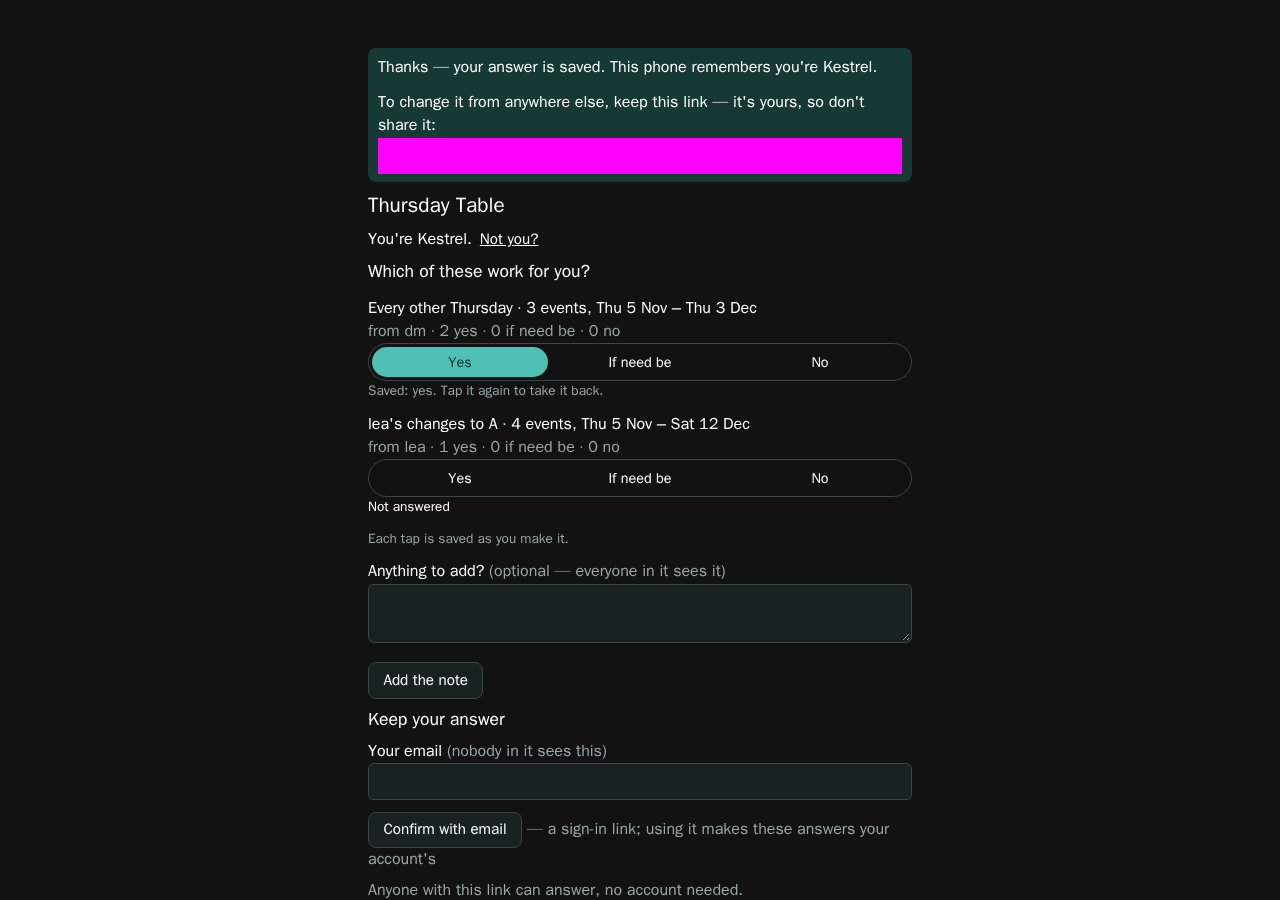 Thanks — your answer is saved. This phone remembers you're Kestrel.
To change it from anywhere else, keep this link — it's yours, so don't
share it:
Thursday Table
You're Kestrel. Not you?
Which of these work for you?
Every other Thursday · 3 events, Thu 5 Nov – Thu 3 Dec
from dm · 2 yes · 0 if need be · 0 no
Yes If need be No
Saved: yes. Tap it again to take it back.
lea's changes to A · 4 events, Thu 5 Nov – Sat 12 Dec
from lea · 1 yes · 0 if need be · 0 no
Yes If need be No
Not answered
Each tap is saved as you make it.
Anything to add? (optional — everyone in it sees it)
Add the note
Keep your answer
Your email (nobody in it sees this)
Confirm with email — a sign-in link; using it makes these answers your
account's
Anyone with this link can answer, no account needed.